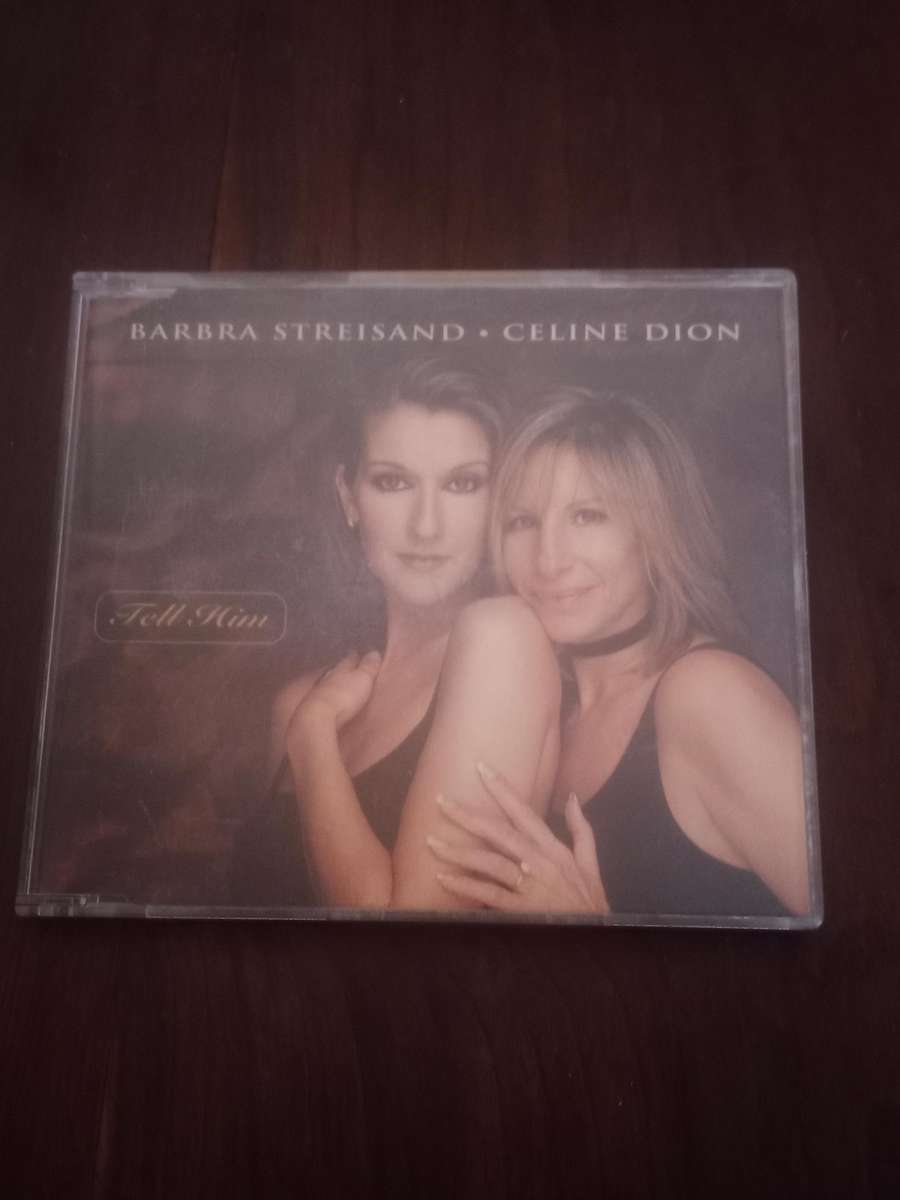 BARBRA STREISAND • CELINE DION
Tell Him